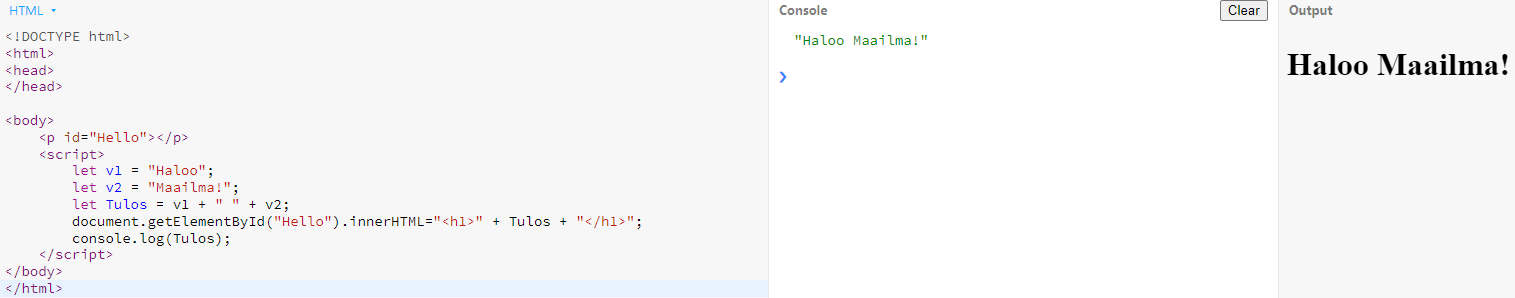 HTML
<!DOCTYPE html>
<html>
<head>
</head>
<body>
<p id="Hello"></p>
<script>
let v1 = "Haloo";
let v2 = "Maailma!";
let Tulos = v1 + " " + v2;
document.getElementById("Hello").innerHTML="<h1>" + Tulos + "</h1>";
console.log(Tulos);
</script>
</body>
</html>
Console
Clear
"Haloo Maailma!"
Output
Haloo Maailma!